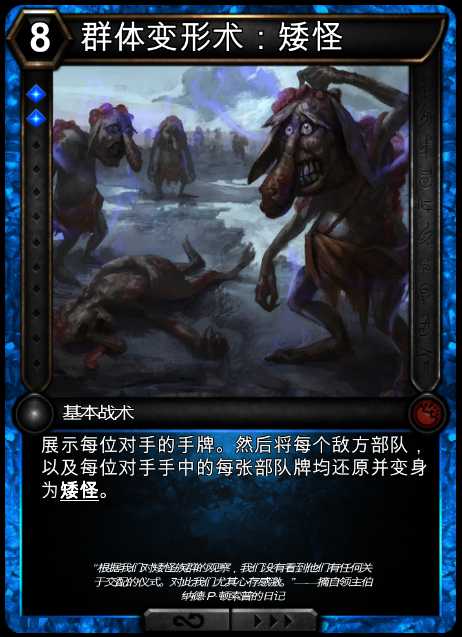 8
群体变形术：矮怪
基本战术
展示每位对手的手牌。然后将每个敌方部队，
以及每位对手手中的每张部队牌均还原并变身
为矮怪。
“根据我们对矮怪族群的观察，我们没有看到他们有任何关
于交配的仪式。对此我们尤其心存感激。”——摘自领主伯
纳德·P·顿索普的日记